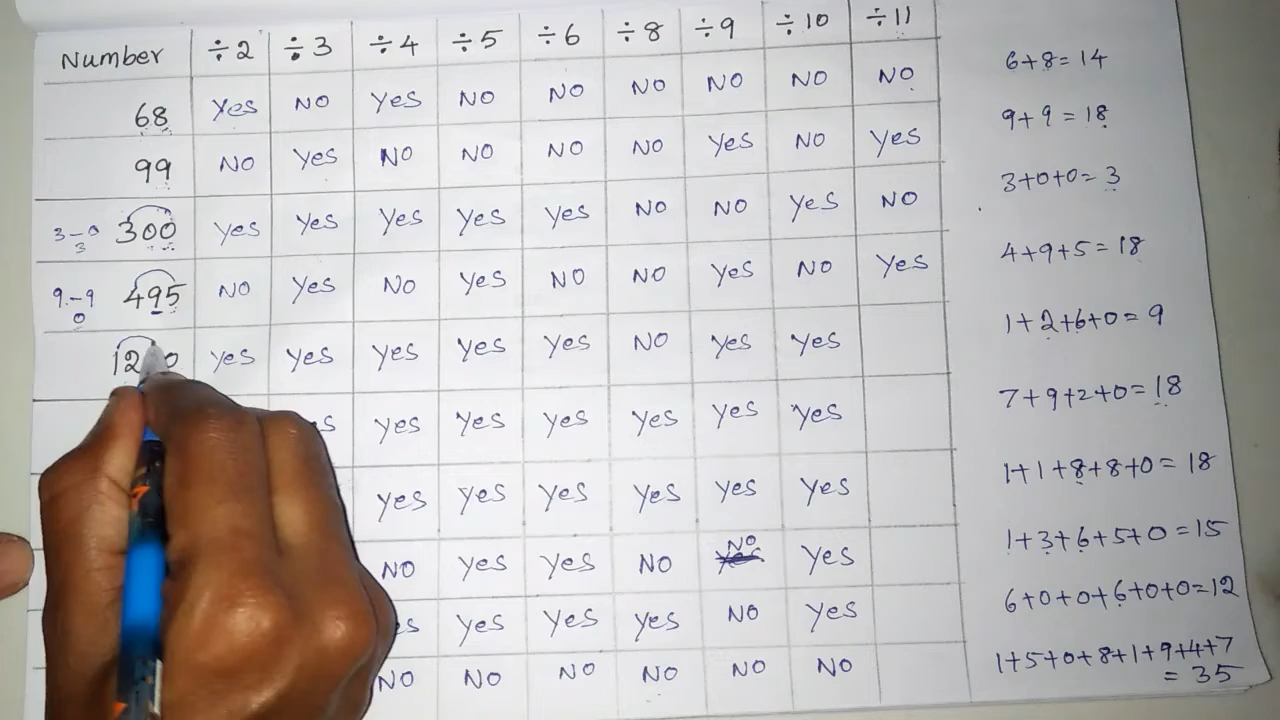 Number ÷2 ÷3 ÷4 ÷5 ÷6 ÷8 ÷9 ÷10 ÷11
68 Yes NO Yes NO NO NO NO NO NO
6+8=14
99 NO Yes NO NO NO NO Yes NO Yes
9+9=18
3-0
3
300 Yes Yes Yes Yes Yes NO NO Yes NO
3+0+0=3
9-9
0
495 NO Yes NO Yes NO NO Yes NO Yes
4+9+5=18
12 0 Yes Yes Yes Yes Yes NO Yes Yes
1+2+6+0=9
Yes Yes Yes Yes Yes Yes
7+9+2+0=18
Yes Yes Yes Yes Yes Yes
1+1+8+8+0=18
NO Yes Yes NO NO Yes
1+3+6+5+0=15
Yes Yes Yes NO Yes
6+0+0+6+0+0=12
NO NO NO NO NO NO
1+5+0+8+1+9+4+7
=35